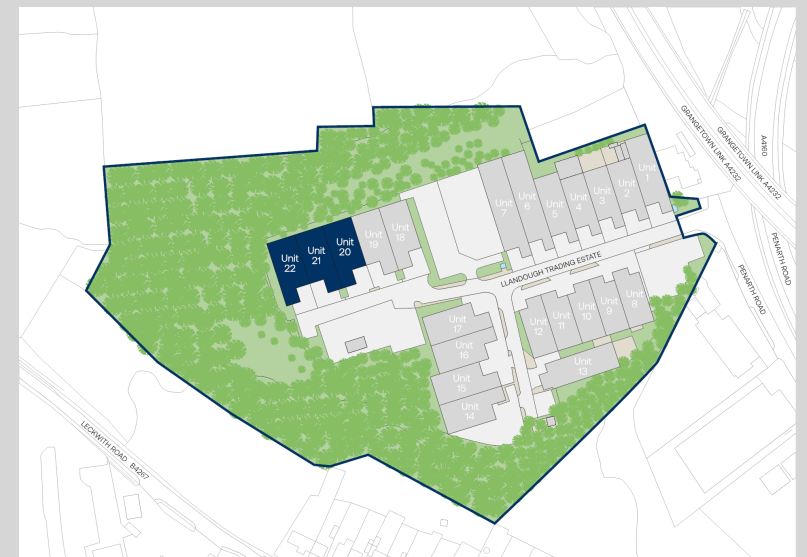 GRANGETOWN LINK A4232
GRANGETOWN LINK A4232
A4160
PENARTH ROAD
PENARTH ROAD
Unit
1
Unit
2
Unit
3
Unit
4
Unit
5
Unit
6
Unit
7
Unit
18
Unit
19
Unit
20
Unit
21
Unit
22
LLANDOUGH TRADING ESTATE
Unit
8
Unit
9
Unit
10
Unit
11
Unit
12
Unit
13
Unit
17
Unit
16
Unit
15
Unit
14
LECKWITH ROAD B4267